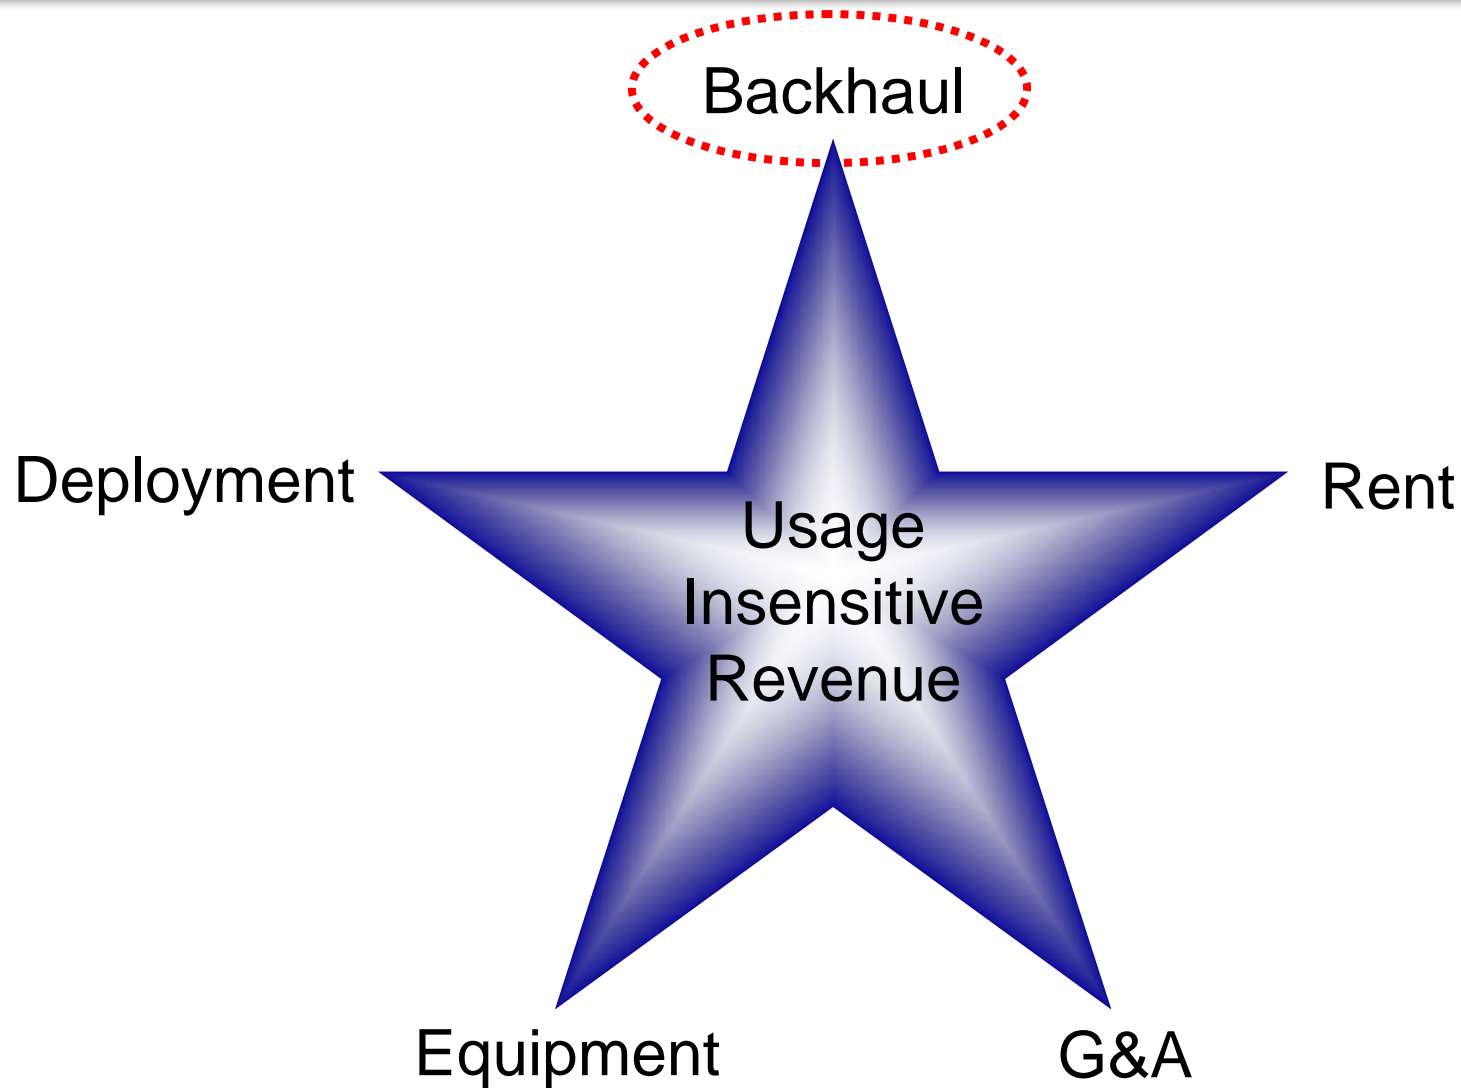 Backhaul
Deployment
Rent
Usage
Insensitive
Revenue
Equipment
G&A